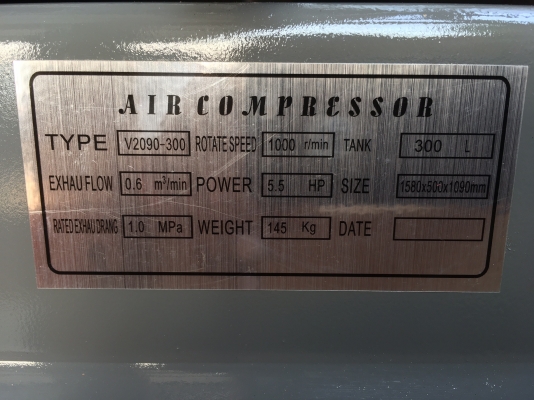 AIR COMPRESSOR
TYPE V2090-300 ROTATE SPEED 1000 r/min TANK 300 L
EXHAU FLOW 0.6 m³/min POWER 5.5 HP SIZE 1580x500x1090mm
RATED EXHAU DRANG 1.0 MPa WEIGHT 145 Kg DATE